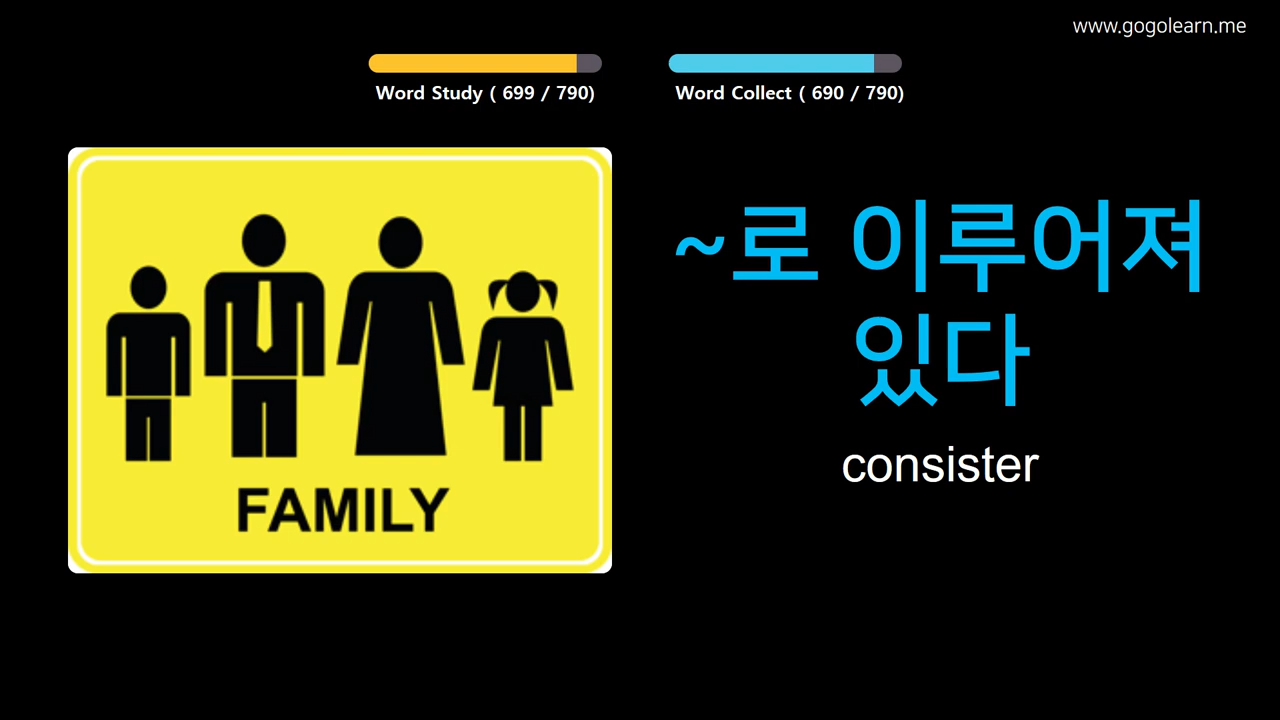 www.gogolearn.me
Word Study ( 699 / 790)
Word Collect ( 690 / 790)
~로 이루어져
있다
consister
FAMILY